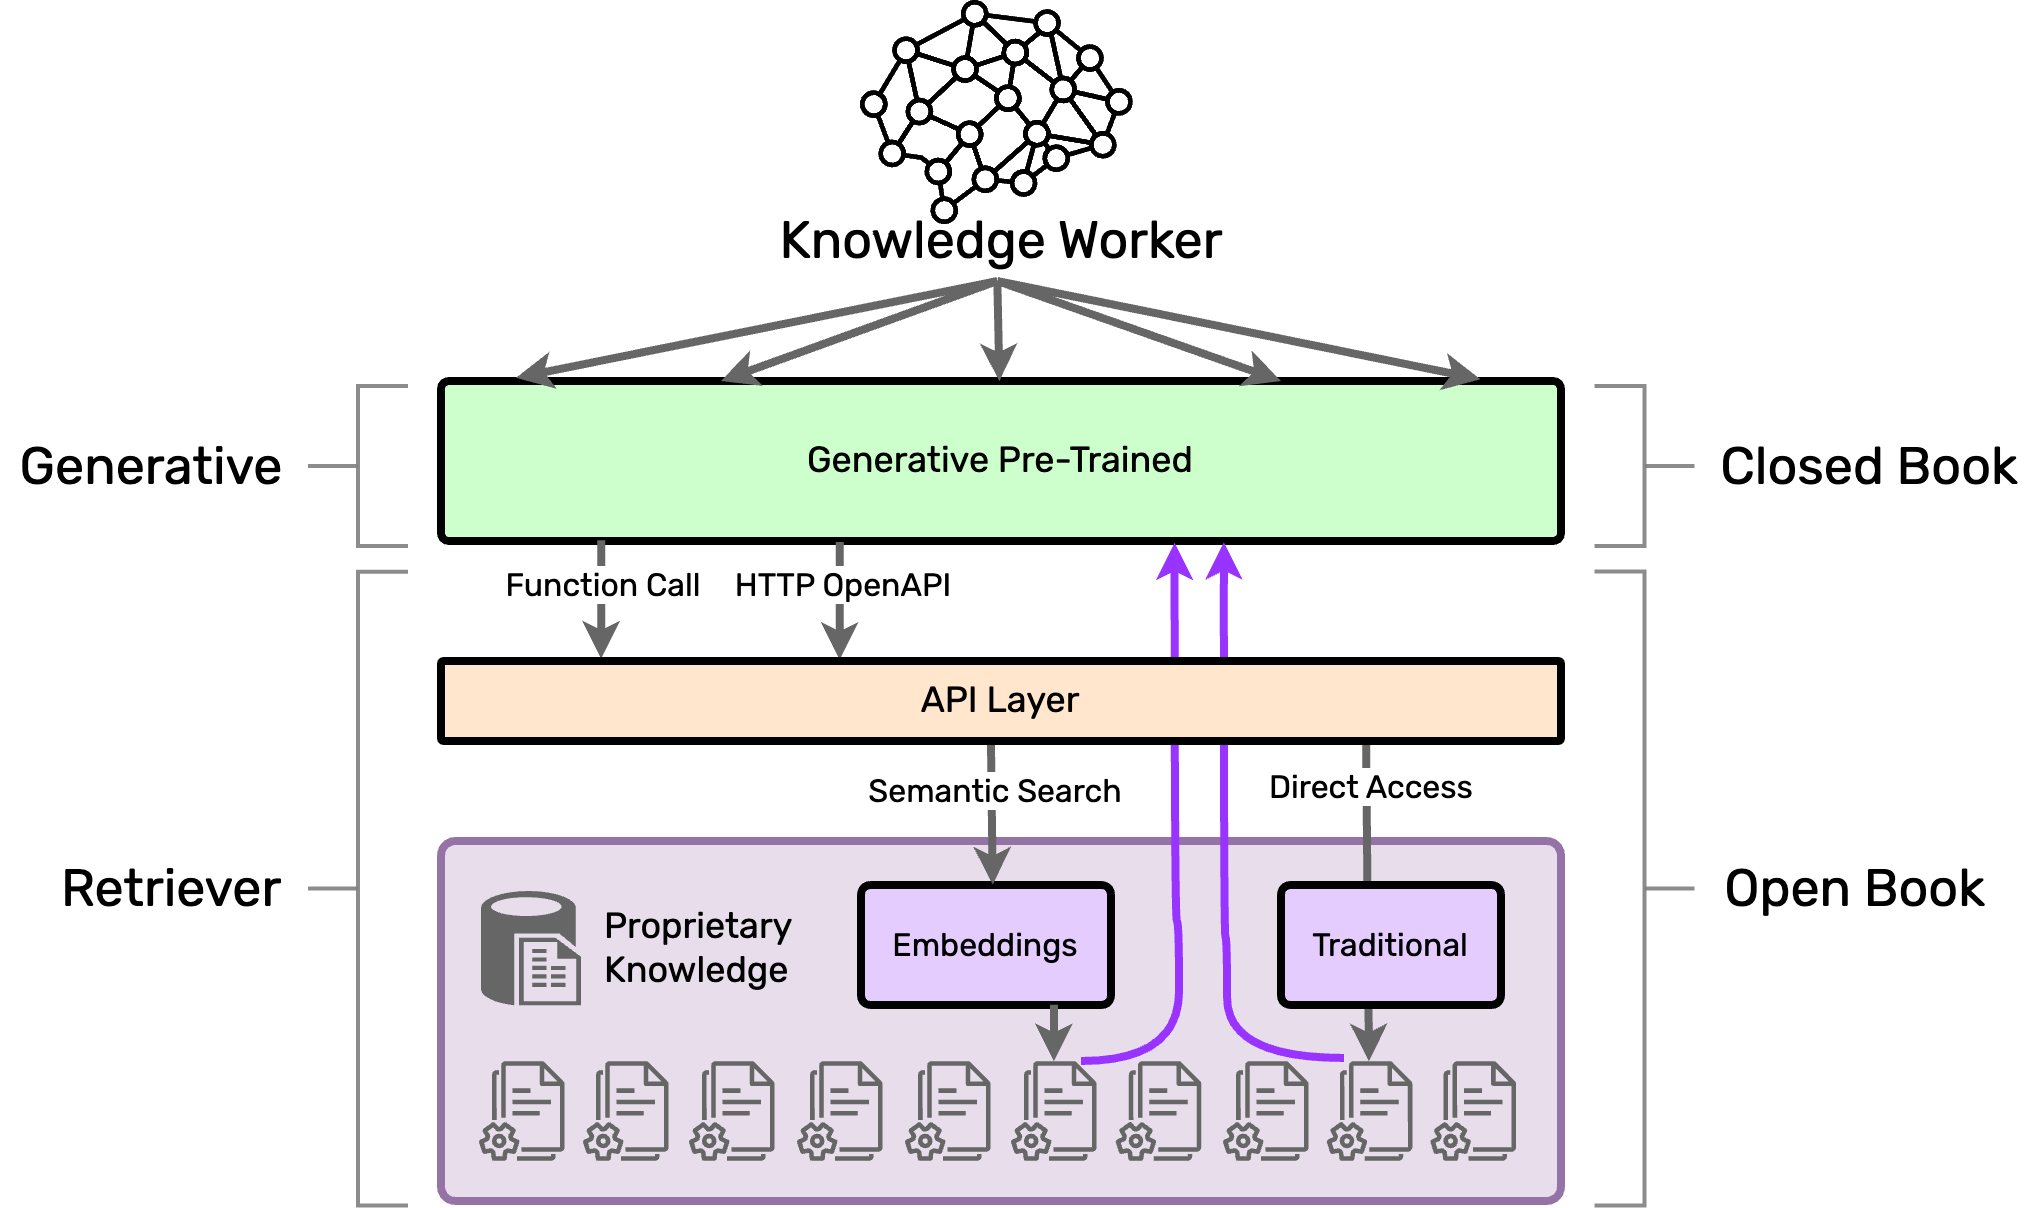 Knowledge Worker
Generative
Generative Pre-Trained
Closed Book
Function Call
HTTP OpenAPI
API Layer
Semantic Search
Direct Access
Retriever
Proprietary
Knowledge
Embeddings
Traditional
Open Book